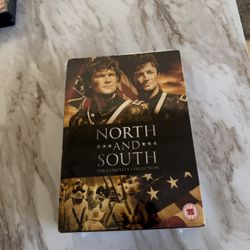 NORTH
AND
SOUTH
THE COMPLETE COLLECTION
15